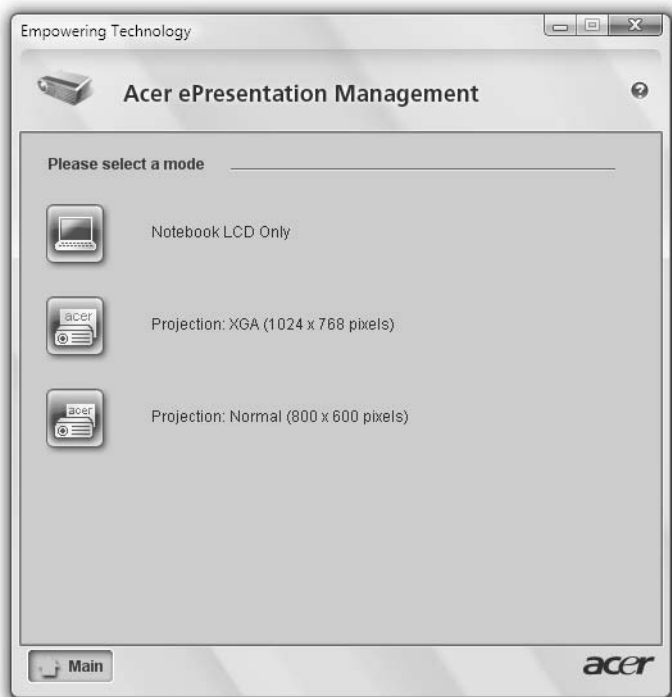 Empowering Technology
Acer ePresentation Management
?
Please select a mode
Notebook LCD Only
acer
Projection: XGA (1024 x 768 pixels)
acer
Projection: Normal (800 x 600 pixels)
Main
acer